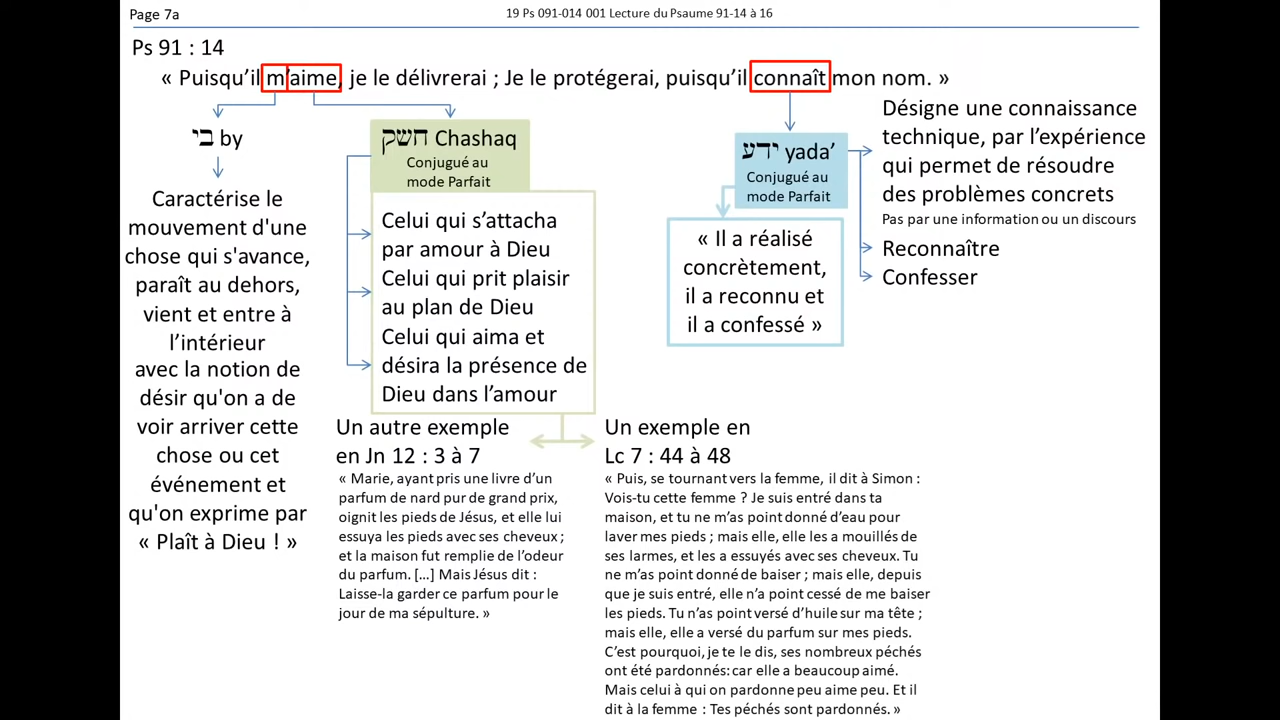 Page 7a
19 Ps 091-014 001 Lecture du Psaume 91-14 à 16
Ps 91 : 14
« Puisqu’il m’aime, je le délivrerai ; Je le protégerai, puisqu’il connaît mon nom. »
בי by
Caractérise le
mouvement d'une
chose qui s'avance,
paraît au dehors,
vient et entre à
l’intérieur
avec la notion de
désir qu'on a de
voir arriver cette
chose ou cet
événement et
qu'on exprime par
« Plaît à Dieu ! »
חשק Chashaq
Conjugué au
mode Parfait
Celui qui s’attacha
par amour à Dieu
Celui qui prit plaisir
au plan de Dieu
Celui qui aima et
désira la présence de
Dieu dans l’amour
ידע yada’
Conjugué au
mode Parfait
« Il a réalisé
concrètement,
il a reconnu et
il a confessé »
Désigne une connaissance
technique, par l’expérience
qui permet de résoudre
des problèmes concrets
Pas par une information ou un discours
Reconnaître
Confesser
Un autre exemple
en Jn 12 : 3 à 7
« Marie, ayant pris une livre d’un
parfum de nard pur de grand prix,
oignit les pieds de Jésus, et elle lui
essuya les pieds avec ses cheveux ;
et la maison fut remplie de l’odeur
du parfum. […] Mais Jésus dit :
Laisse-la garder ce parfum pour le
jour de ma sépulture. »
Un exemple en
Lc 7 : 44 à 48
« Puis, se tournant vers la femme, il dit à Simon :
Vois-tu cette femme ? Je suis entré dans ta
maison, et tu ne m’as point donné d’eau pour
laver mes pieds ; mais elle, elle les a mouillés de
ses larmes, et les a essuyés avec ses cheveux. Tu
ne m’as point donné de baiser ; mais elle, depuis
que je suis entré, elle n’a point cessé de me baiser
les pieds. Tu n’as point versé d’huile sur ma tête ;
mais elle, elle a versé du parfum sur mes pieds.
C’est pourquoi, je te le dis, ses nombreux péchés
ont été pardonnés: car elle a beaucoup aimé.
Mais celui à qui on pardonne peu aime peu. Et il
dit à la femme : Tes péchés sont pardonnés. »